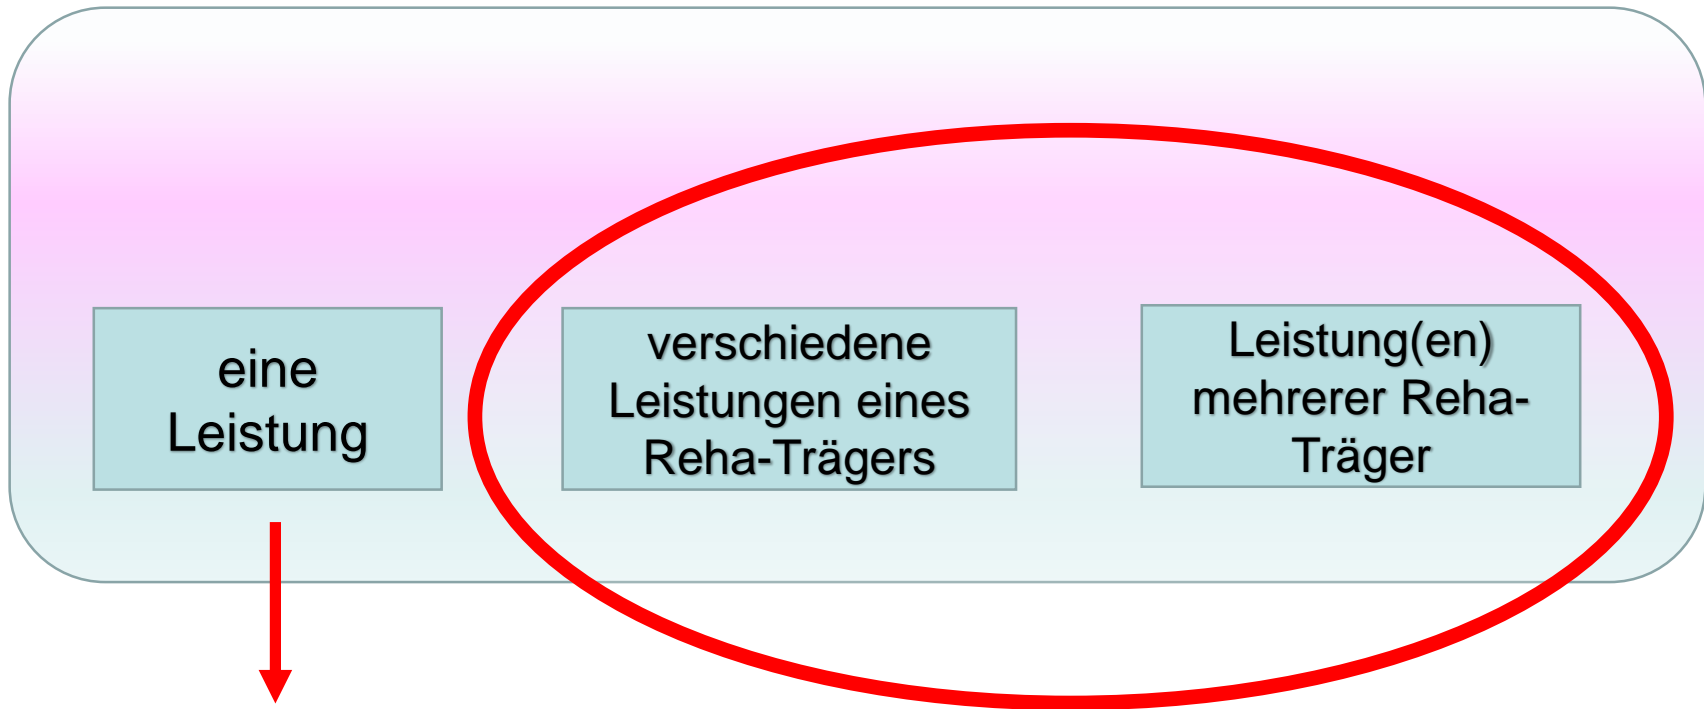 eine
Leistung
verschiedene
Leistungen eines
Reha-Trägers
Leistung(en)
mehrerer Reha-
Träger